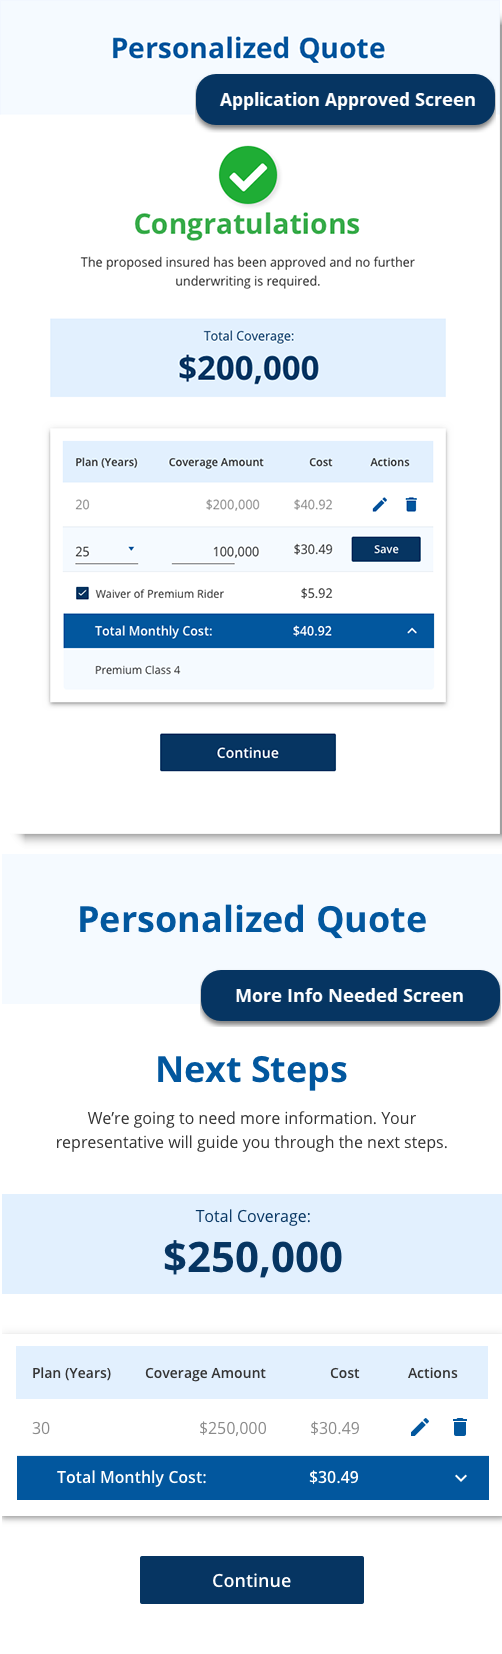 Personalized Quote
Application Approved Screen
Congratulations
The proposed insured has been approved and no further
underwriting is required.
Total Coverage:
$200,000
Plan (Years) Coverage Amount Cost Actions
20 $200,000 $40.92
25 100,000 $30.49 Save
Waiver of Premium Rider $5.92
Total Monthly Cost: $40.92
Premium Class 4
Continue
Personalized Quote
More Info Needed Screen
Next Steps
We’re going to need more information. Your
representative will guide you through the next steps.
Total Coverage:
$250,000
Plan (Years) Coverage Amount Cost Actions
30 $250,000 $30.49
Total Monthly Cost: $30.49
Continue